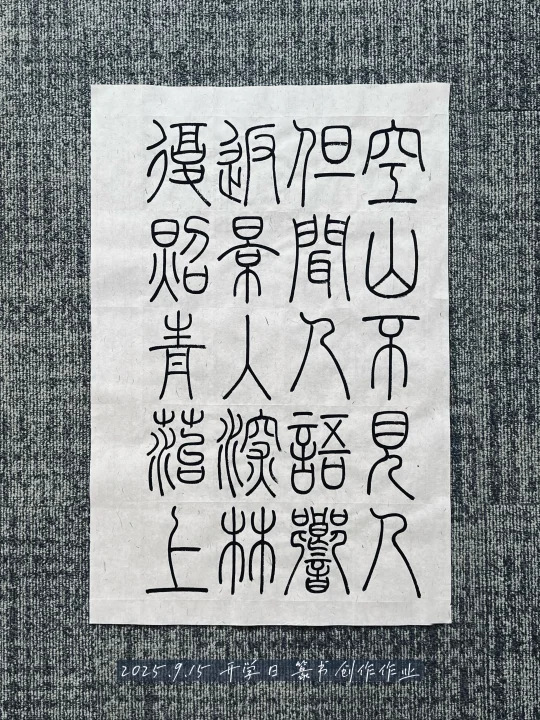 空山不見人
但聞人語響
返景入深林
復照青菭上
2025.9.15 开学日 篆书创作作业